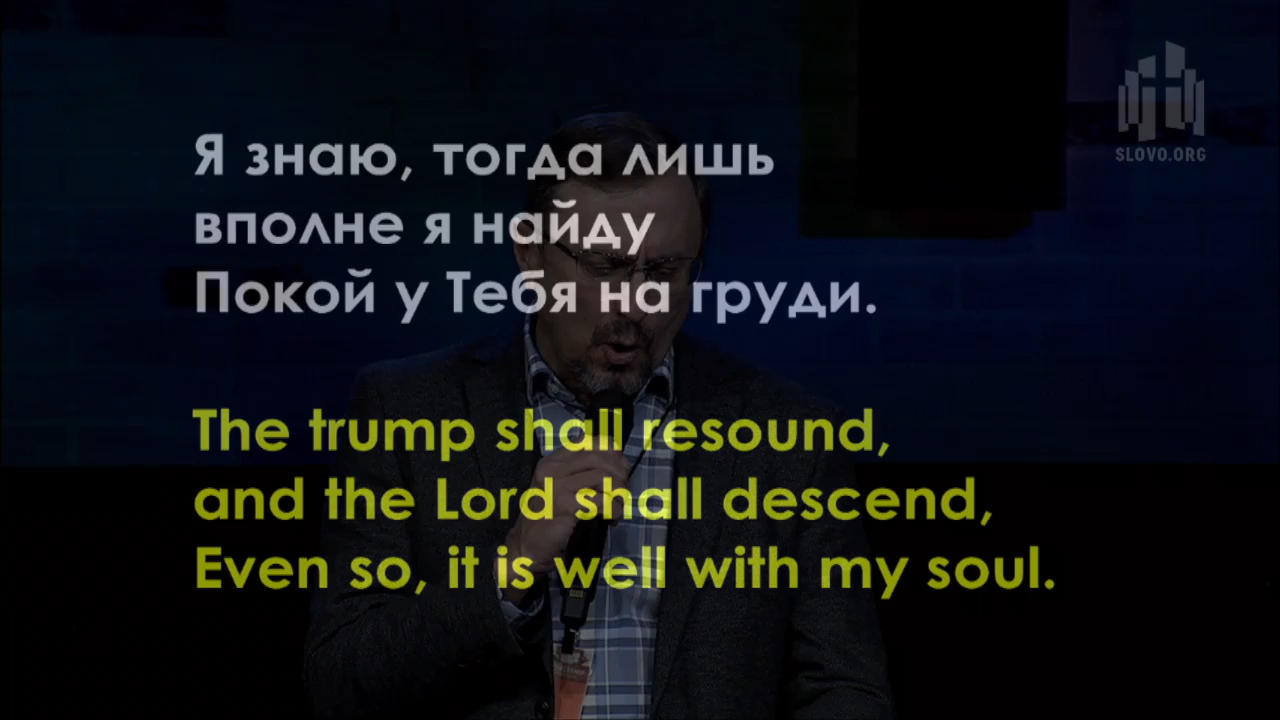 SLOVO.ORG
Я знаю, тогда лишь
вполне я найду
Покой у Тебя на груди.
The trump shall resound,
and the Lord shall descend,
Even so, it is well with my soul.